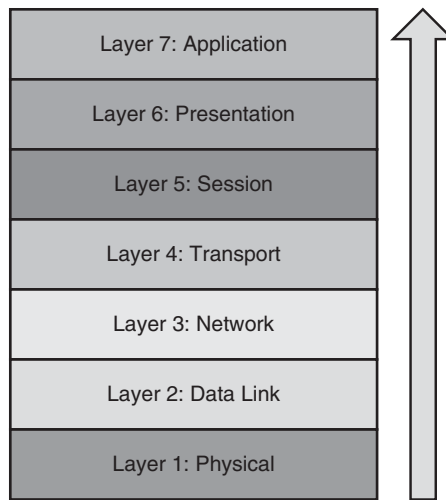 Layer 7: Application
Layer 6: Presentation
Layer 5: Session
Layer 4: Transport
Layer 3: Network
Layer 2: Data Link
Layer 1: Physical